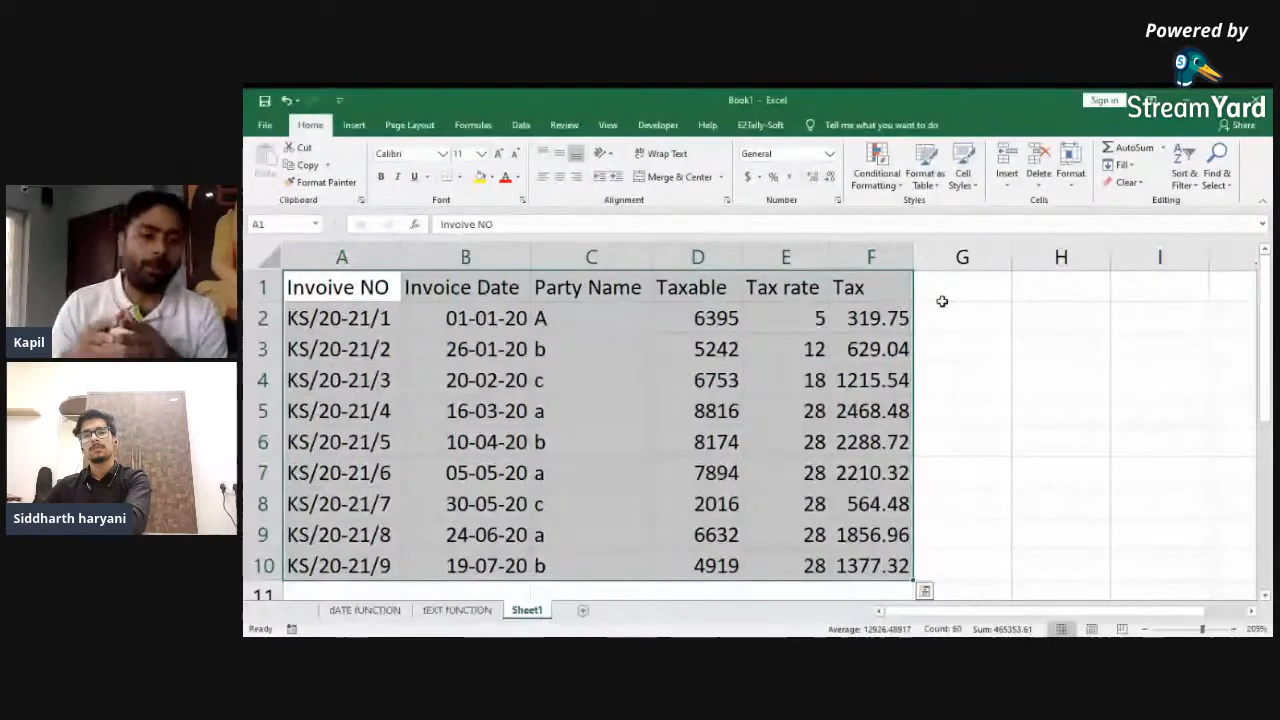 Powered by
StreamYard
Book1 - Excel
Sign in
File Home Insert Page Layout Formulas Data Review View Developer Help EZTally-Soft Tell me what you want to do Share
Cut
Copy
Format Painter
Clipboard
Calibri 11
B I U
Font
Wrap Text
Merge & Center
Alignment
General
$ % ,
Number
Conditional Formatting
Format as Table
Cell Styles
Styles
Insert Delete Format
Cells
AutoSum
Fill
Clear
Sort & Filter
Find & Select
Editing
A1 fx Invoive NO
A B C D E F G H I
1 Invoive NO Invoice Date Party Name Taxable Tax rate Tax
2 KS/20-21/1 01-01-20 A 6395 5 319.75
3 KS/20-21/2 26-01-20 b 5242 12 629.04
4 KS/20-21/3 20-02-20 c 6753 18 1215.54
5 KS/20-21/4 16-03-20 a 8816 28 2468.48
6 KS/20-21/5 10-04-20 b 8174 28 2288.72
7 KS/20-21/6 05-05-20 a 7894 28 2210.32
8 KS/20-21/7 30-05-20 c 2016 28 564.48
9 KS/20-21/8 24-06-20 a 6632 28 1856.96
10 KS/20-21/9 19-07-20 b 4919 28 1377.32
11
dATE FUNCTION tEXT FUNCTION Sheet1
Ready Average: 12926.48917 Count: 60 Sum: 465353.61 205%
Kapil
Siddharth haryani